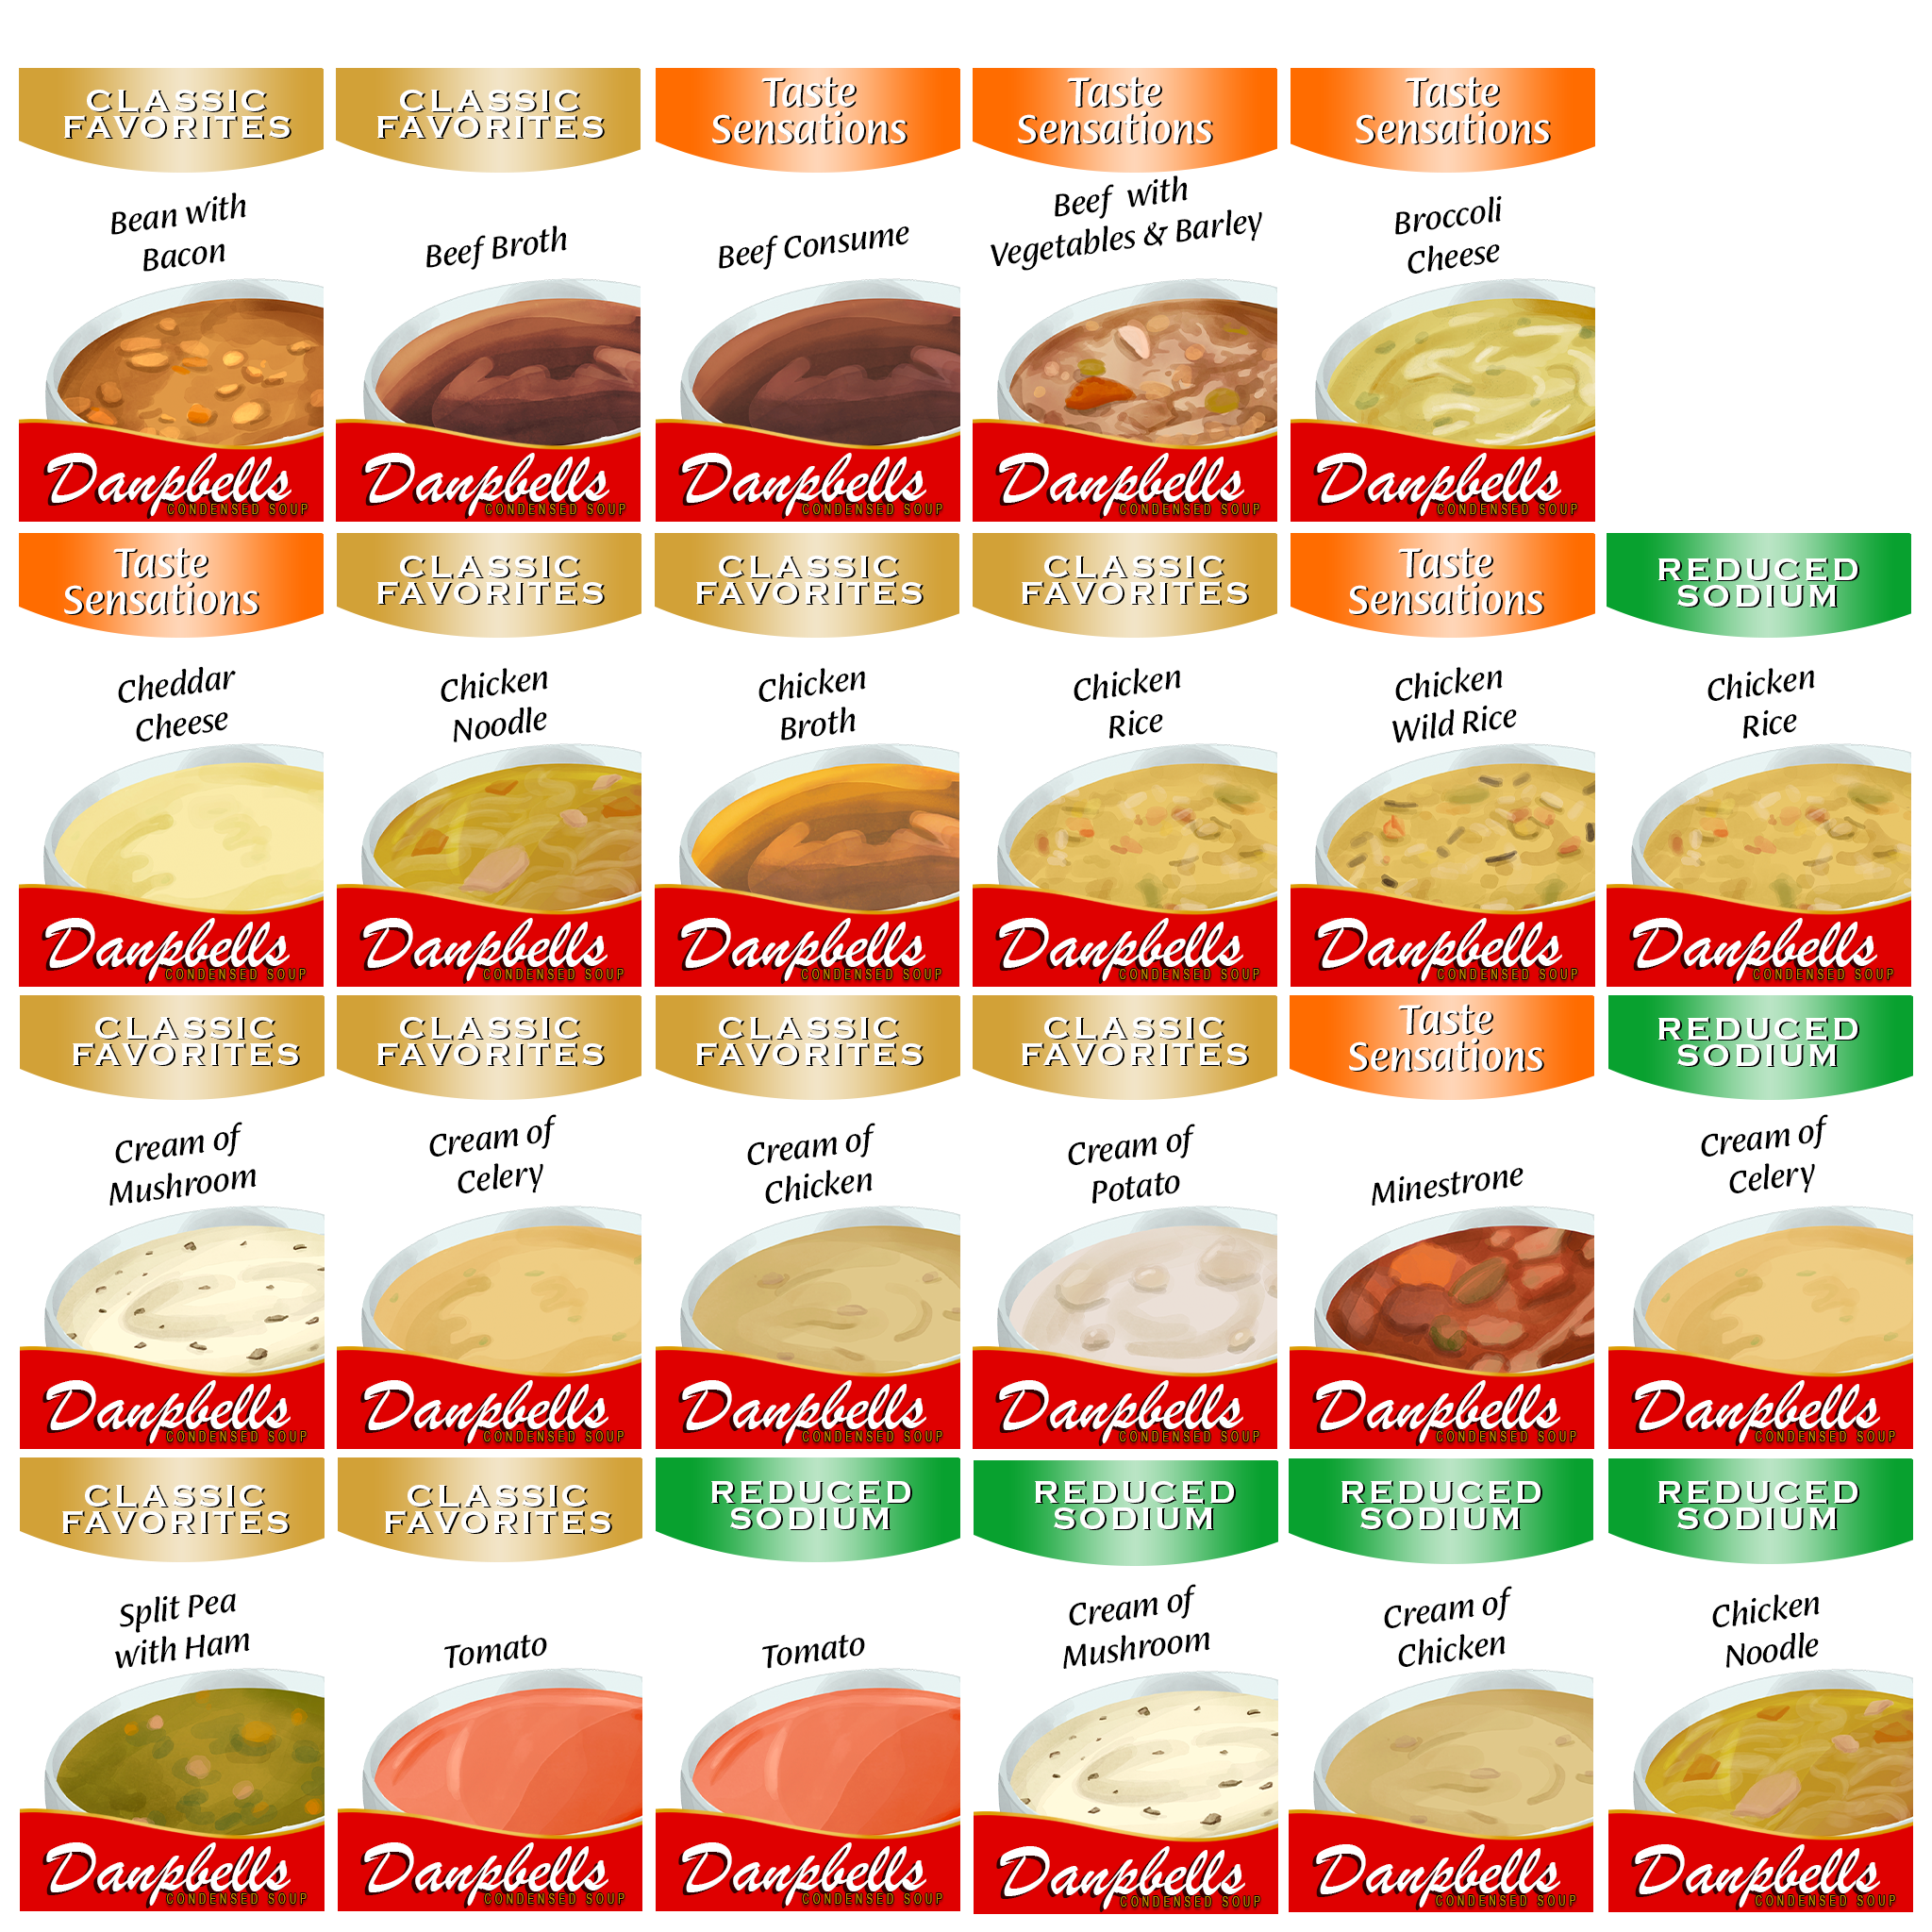 CLASSIC
FAVORITES
Bean with
Bacon
Danpbells
CONDENSED SOUP
CLASSIC
FAVORITES
Beef Broth
Danpbells
CONDENSED SOUP
Taste
Sensations
Beef Consume
Danpbells
CONDENSED SOUP
Taste
Sensations
Beef with
Vegetables & Barley
Danpbells
CONDENSED SOUP
Taste
Sensations
Broccoli
Cheese
Danpbells
CONDENSED SOUP
Taste
Sensations
Cheddar
Cheese
Danpbells
CONDENSED SOUP
CLASSIC
FAVORITES
Chicken
Noodle
Danpbells
CONDENSED SOUP
CLASSIC
FAVORITES
Chicken
Broth
Danpbells
CONDENSED SOUP
CLASSIC
FAVORITES
Chicken
Rice
Danpbells
CONDENSED SOUP
Taste
Sensations
Chicken
Wild Rice
Danpbells
CONDENSED SOUP
REDUCED
SODIUM
Chicken
Rice
Danpbells
CONDENSED SOUP
CLASSIC
FAVORITES
Cream of
Mushroom
Danpbells
CONDENSED SOUP
CLASSIC
FAVORITES
Cream of
Celery
Danpbells
CONDENSED SOUP
CLASSIC
FAVORITES
Cream of
Chicken
Danpbells
CONDENSED SOUP
CLASSIC
FAVORITES
Cream of
Potato
Danpbells
CONDENSED SOUP
Taste
Sensations
Minestrone
Danpbells
CONDENSED SOUP
REDUCED
SODIUM
Cream of
Celery
Danpbells
CONDENSED SOUP
CLASSIC
FAVORITES
Split Pea
with Ham
Danpbells
CONDENSED SOUP
CLASSIC
FAVORITES
Tomato
Danpbells
CONDENSED SOUP
REDUCED
SODIUM
Tomato
Danpbells
CONDENSED SOUP
REDUCED
SODIUM
Cream of
Mushroom
Danpbells
CONDENSED SOUP
REDUCED
SODIUM
Cream of
Chicken
Danpbells
CONDENSED SOUP
REDUCED
SODIUM
Chicken
Noodle
Danpbells
CONDENSED SOUP